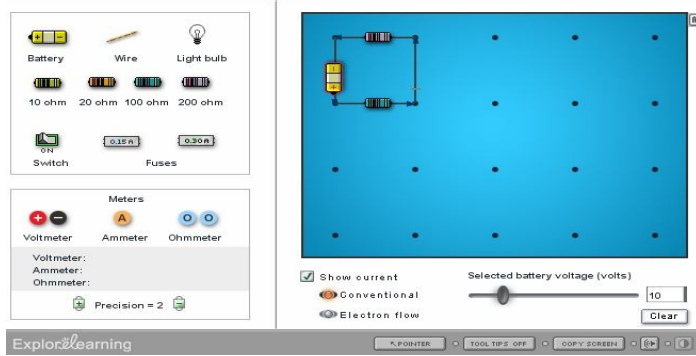 Battery
Wire
Light bulb
10 ohm
20 ohm
100 ohm
200 ohm
ON
Switch
0.15 A
0.30 A
Fuses
Meters
A
Voltmeter
Ammeter
Ohmmeter
Voltmeter:
Ammeter:
Ohmmeter:
Precision = 2
Show current
Conventional
Electron flow
Selected battery voltage (volts)
10
Clear
ExploreLearning
POINTER
TOOL TIPS OFF
COPY SCREEN